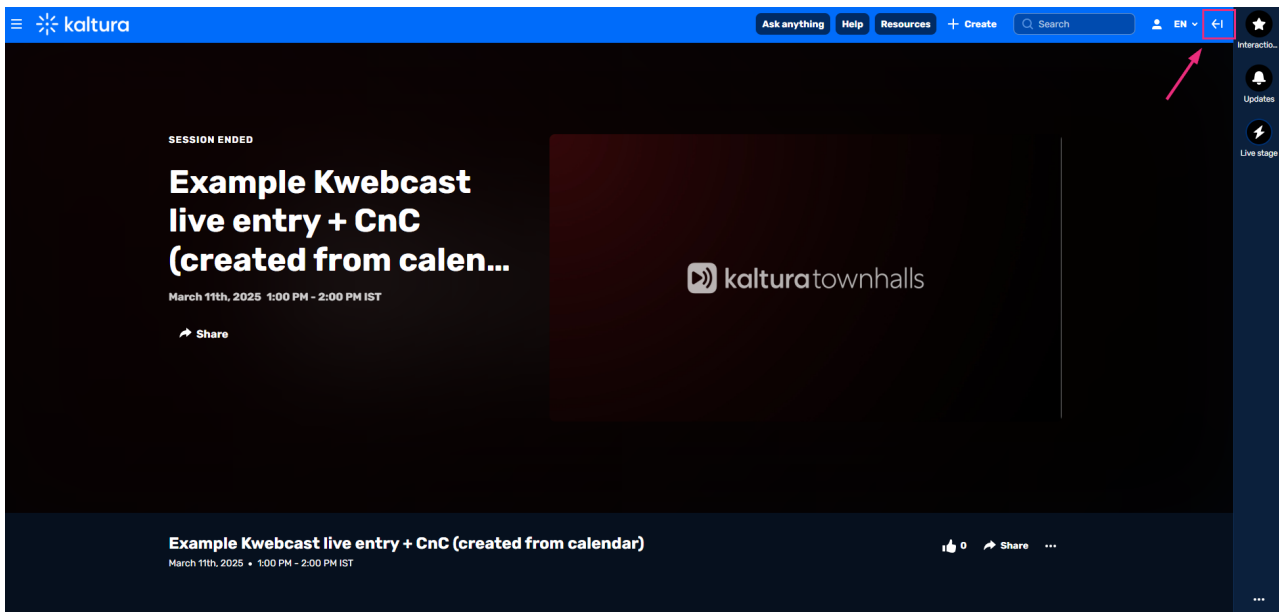 kaltura
Ask anything
Help
Resources
+ Create
Search
EN
Interactio...
Updates
Live stage
SESSION ENDED
Example Kwebcast
live entry + CnC
(created from calen...
March 11th, 2025 1:00 PM - 2:00 PM IST
Share
kalturatownhalls
Example Kwebcast live entry + CnC (created from calendar)
March 11th, 2025 • 1:00 PM - 2:00 PM IST
0
Share
...
...